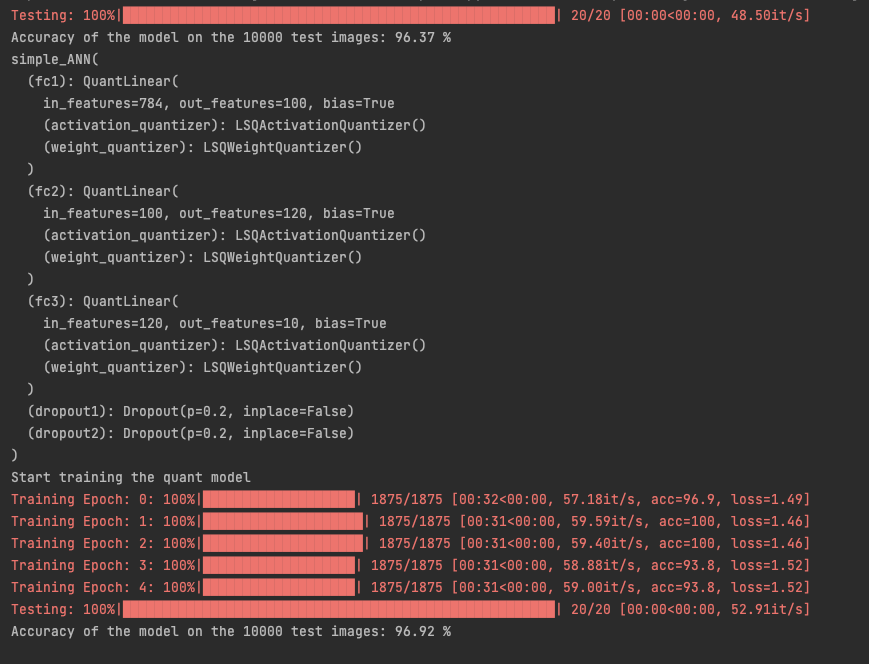 Testing: 100%|██████████| 20/20 [00:00<00:00, 48.50it/s]
Accuracy of the model on the 10000 test images: 96.37 %
simple_ANN(
  (fc1): QuantLinear(
    in_features=784, out_features=100, bias=True
    (activation_quantizer): LSQActivationQuantizer()
    (weight_quantizer): LSQWeightQuantizer()
  )
  (fc2): QuantLinear(
    in_features=100, out_features=120, bias=True
    (activation_quantizer): LSQActivationQuantizer()
    (weight_quantizer): LSQWeightQuantizer()
  )
  (fc3): QuantLinear(
    in_features=120, out_features=10, bias=True
    (activation_quantizer): LSQActivationQuantizer()
    (weight_quantizer): LSQWeightQuantizer()
  )
  (dropout1): Dropout(p=0.2, inplace=False)
  (dropout2): Dropout(p=0.2, inplace=False)
)
Start training the quant model
Training Epoch: 0: 100%|██████████| 1875/1875 [00:32<00:00, 57.18it/s, acc=96.9, loss=1.49]
Training Epoch: 1: 100%|██████████| 1875/1875 [00:31<00:00, 59.59it/s, acc=100, loss=1.46]
Training Epoch: 2: 100%|██████████| 1875/1875 [00:31<00:00, 59.40it/s, acc=100, loss=1.46]
Training Epoch: 3: 100%|██████████| 1875/1875 [00:31<00:00, 58.88it/s, acc=93.8, loss=1.52]
Training Epoch: 4: 100%|██████████| 1875/1875 [00:31<00:00, 59.00it/s, acc=93.8, loss=1.52]
Testing: 100%|██████████| 20/20 [00:00<00:00, 52.91it/s]
Accuracy of the model on the 10000 test images: 96.92 %